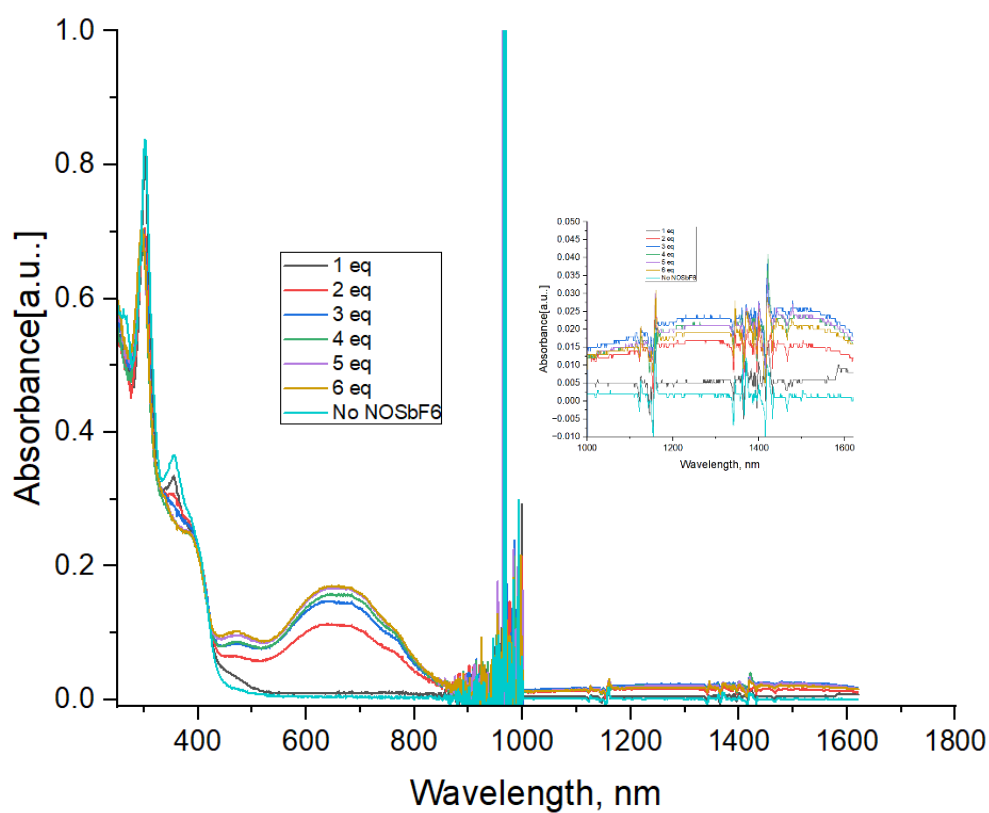 1.0
0.8
0.6
0.4
0.2
0.0
Absorbance[a.u..]
400
600
800
1000
1200
1400
1600
1800
Wavelength, nm
1 eq
2 eq
3 eq
4 eq
5 eq
6 eq
No NOSbF6
0.050
0.045
0.040
0.035
0.030
0.025
0.020
0.015
0.010
0.005
0.000
-0.005
-0.010
Absorbance[a.u..]
1000
1200
1400
1600
Wavelength, nm
1 eq
2 eq
3 eq
4 eq
5 eq
6 eq
No NOSbF6